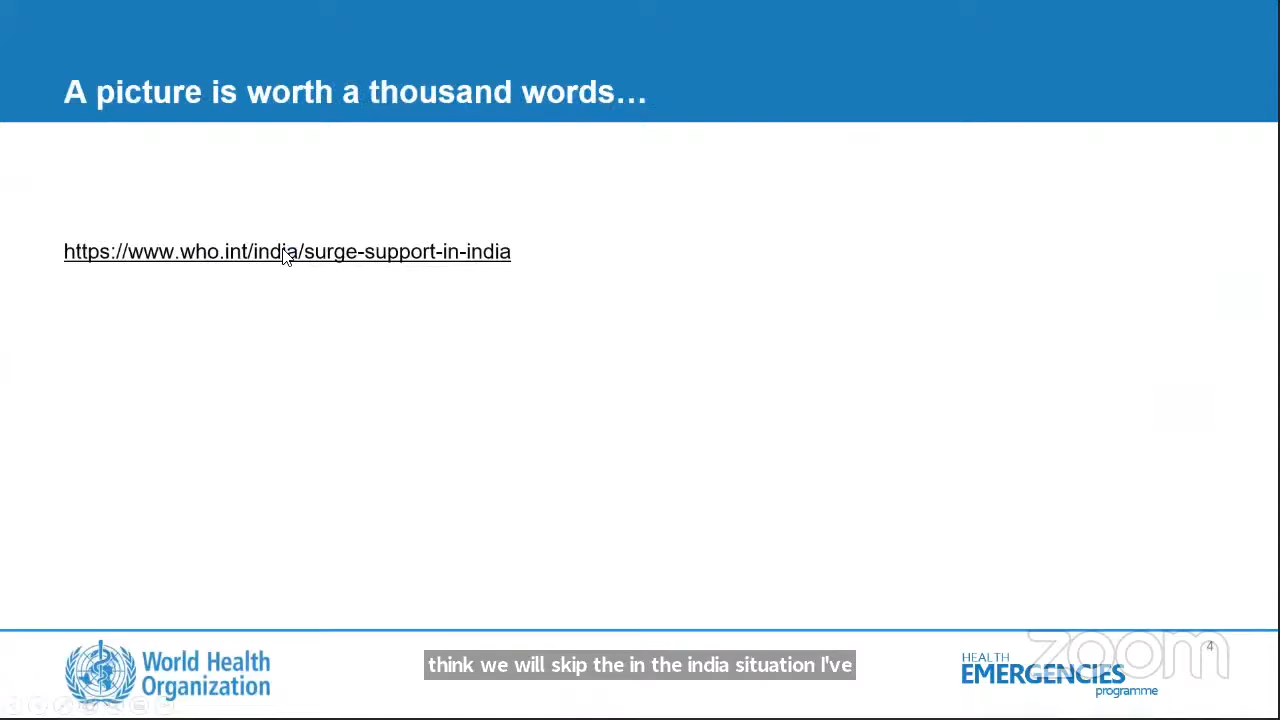 A picture is worth a thousand words…
https://www.who.int/india/surge-support-in-india
World Health
Organization
think we will skip the in the india situation I've
HEALTH
EMERGENCIES
programme
zoom
4